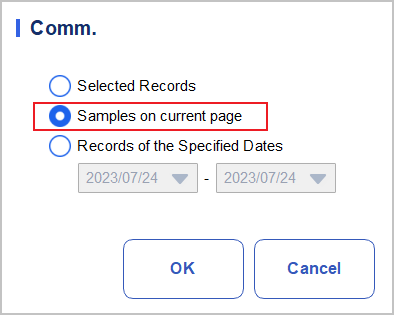 Comm.
Selected Records
Samples on current page
Records of the Specified Dates
2023/07/24 - 2023/07/24
OK Cancel